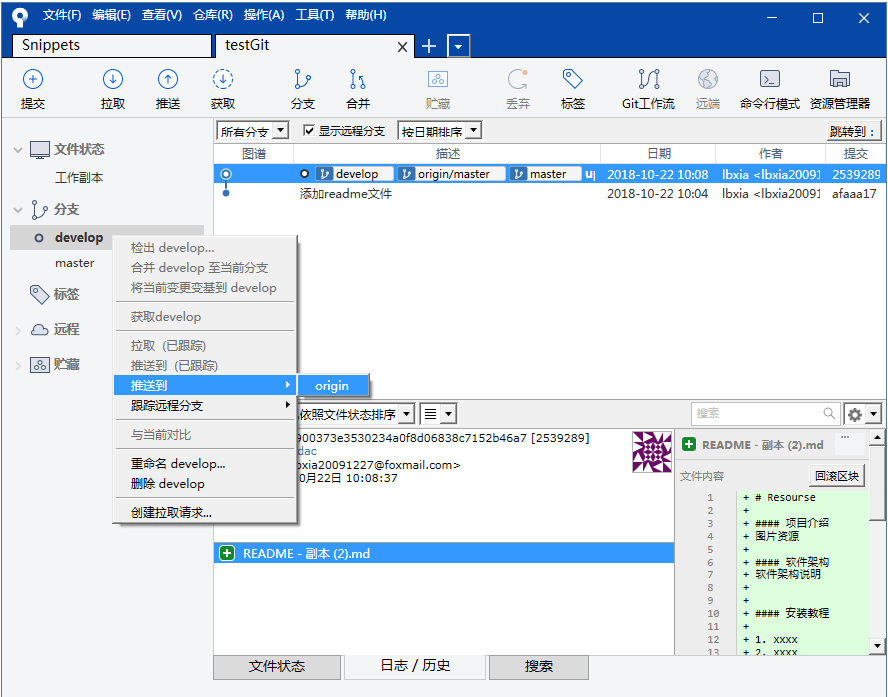 文件(F) 编辑(E) 查看(V) 仓库(R) 操作(A) 工具(T) 帮助(H)
Snippets
testGit
提交 拉取 推送 获取 分支 合并 贮藏 丢弃 标签 Git工作流 远端 命令行模式 资源管理器
所有分支 显示远程分支 按日期排序 跳转到：
图谱 描述 日期 作者 提交
develop origin/master master up 2018-10-22 10:08 lbxia <lbxia20091 2539289
添加readme文件 2018-10-22 10:04 lbxia <lbxia20091 afaaa17
文件状态
工作副本
分支
develop
master
标签
远程
贮藏
检出 develop...
合并 develop 至当前分支
将当前变更变基到 develop
获取develop
拉取（已跟踪）
推送到（已跟踪）
推送到
origin
跟踪远程分支
与当前对比
重命名 develop...
删除 develop
创建拉取请求...
依照文件状态排序
搜索
900373e3530234a0f8d06838c7152b46a7 [2539289]
dac
bxia20091227@foxmail.com>
0月22日 10:08:37
README - 副本 (2).md
README - 副本 (2).md
...
文件内容
回滚区块
1 + # Resourse
2 +
3 + #### 项目介绍
4 + 图片资源
5 +
6 + #### 软件架构
7 + 软件架构说明
8 +
9 +
10 + #### 安装教程
11 +
12 + 1. xxxx
13 + 2. xxxx
文件状态 日志 / 历史 搜索